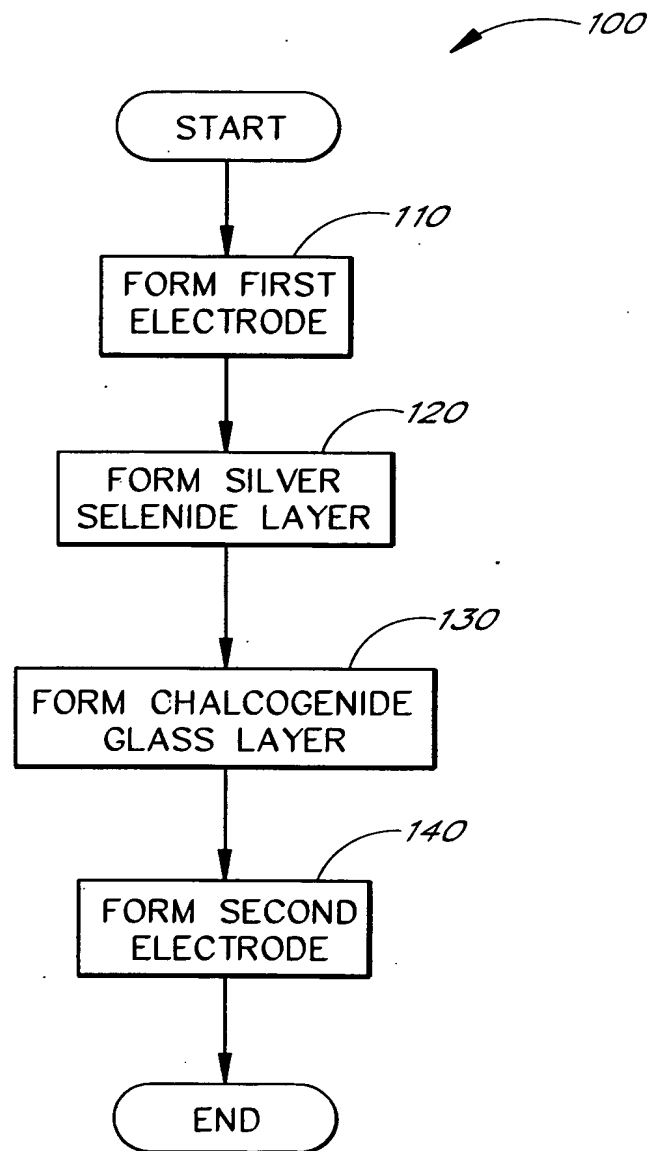 100
START
110
FORM FIRST
ELECTRODE
120
FORM SILVER
SELENIDE LAYER
130
FORM CHALCOGENIDE
GLASS LAYER
140
FORM SECOND
ELECTRODE
END